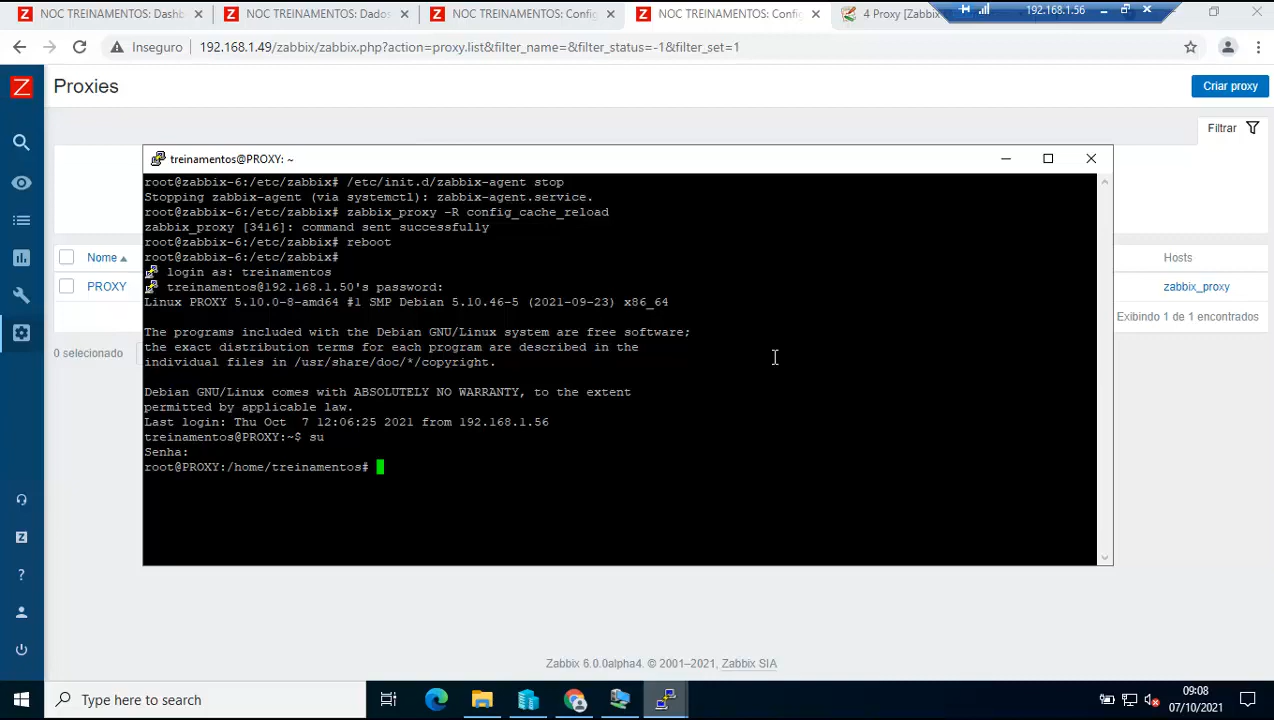 NOC TREINAMENTOS: Dashb
NOC TREINAMENTOS: Dados
NOC TREINAMENTOS: Config
NOC TREINAMENTOS: Config
4 Proxy [Zabbix
192.168.1.56
Inseguro
192.168.1.49/zabbix/zabbix.php?action=proxy.list&filter_name=&filter_status=-1&filter_set=1
Z
Proxies
Criar proxy
Filtrar
treinamentos@PROXY: ~
root@zabbix-6:/etc/zabbix# /etc/init.d/zabbix-agent stop
Stopping zabbix-agent (via systemctl): zabbix-agent.service.
root@zabbix-6:/etc/zabbix# zabbix_proxy -R config_cache_reload
zabbix_proxy [3416]: command sent successfully
root@zabbix-6:/etc/zabbix# reboot
root@zabbix-6:/etc/zabbix#
login as: treinamentos
treinamentos@192.168.1.50's password:
Linux PROXY 5.10.0-8-amd64 #1 SMP Debian 5.10.46-5 (2021-09-23) x86_64
The programs included with the Debian GNU/Linux system are free software;
the exact distribution terms for each program are described in the
individual files in /usr/share/doc/*/copyright.
Debian GNU/Linux comes with ABSOLUTELY NO WARRANTY, to the extent
permitted by applicable law.
Last login: Thu Oct  7 12:06:25 2021 from 192.168.1.56
treinamentos@PROXY:~$ su
Senha:
root@PROXY:/home/treinamentos#
Nome
Hosts
PROXY
zabbix_proxy
Exibindo 1 de 1 encontrados
0 selecionado
Zabbix 6.0.0alpha4. © 2001–2021, Zabbix SIA
Type here to search
09:08
07/10/2021